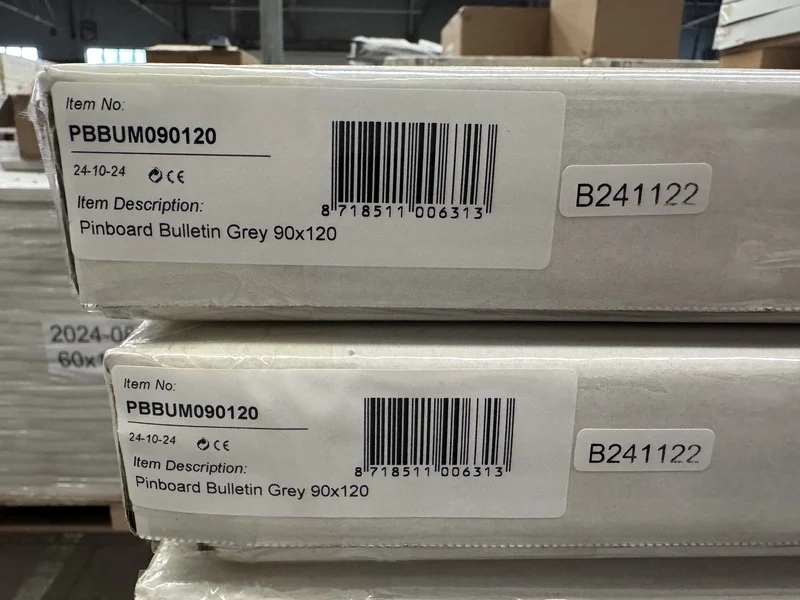 Item No:
PBBUM090120
24-10-24 CE
Item Description:
Pinboard Bulletin Grey 90x120
8 718511 006313
B241122
Item No:
PBBUM090120
24-10-24 CE
Item Description:
Pinboard Bulletin Grey 90x120
8 718511 006313
B241122